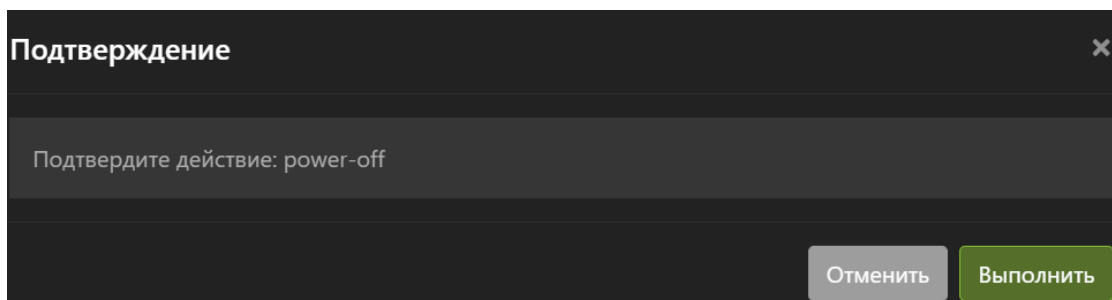 Подтверждение
Подтвердите действие: power-off
Отменить Выполнить